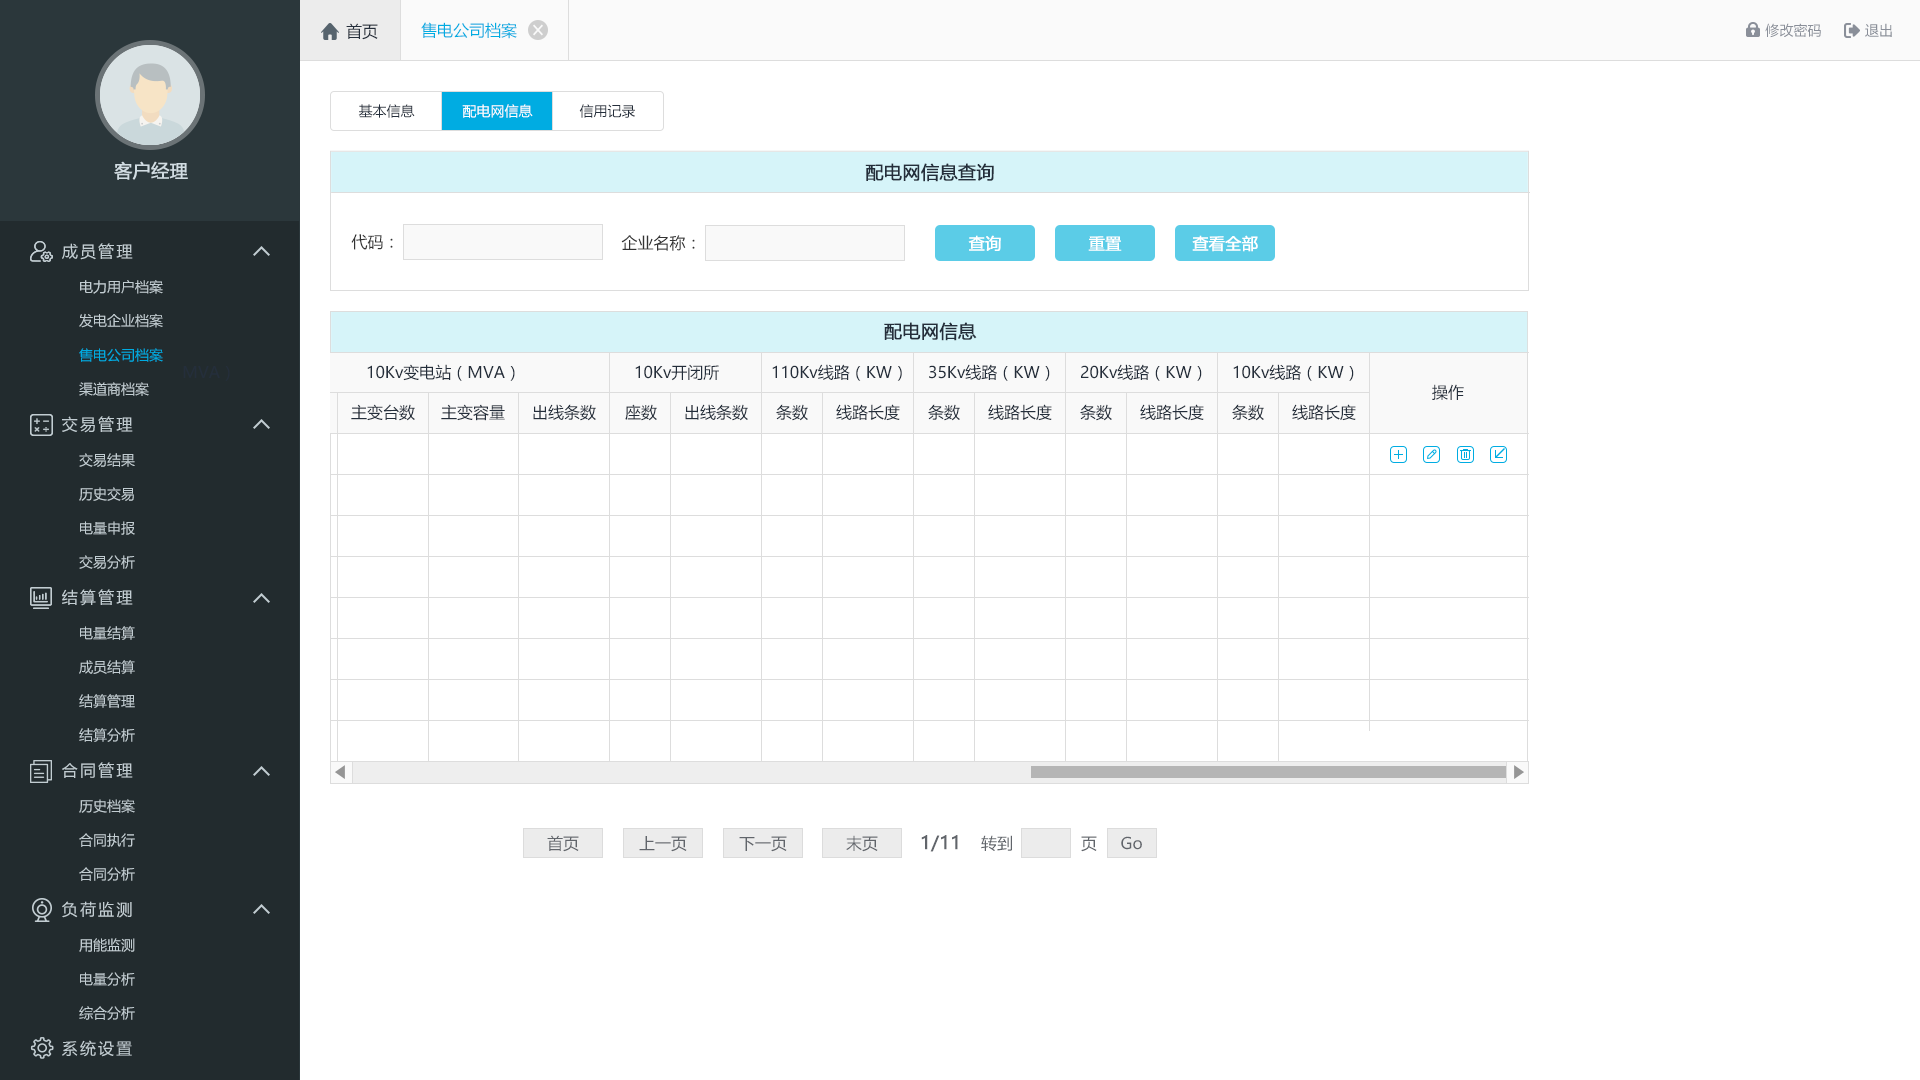 首页
售电公司档案
修改密码
退出
客户经理
成员管理
电力用户档案
发电企业档案
售电公司档案
渠道商档案
交易管理
交易结果
历史交易
电量申报
交易分析
结算管理
电量结算
成员结算
结算管理
结算分析
合同管理
历史档案
合同执行
合同分析
负荷监测
用能监测
电量分析
综合分析
系统设置
基本信息 配电网信息 信用记录
配电网信息查询
代码： 企业名称： 查询 重置 查看全部
配电网信息
10Kv变电站（MVA） 10Kv开闭所 110Kv线路（KW） 35Kv线路（KW） 20Kv线路（KW） 10Kv线路（KW） 操作
主变台数 主变容量 出线条数 座数 出线条数 条数 线路长度 条数 线路长度 条数 线路长度 条数 线路长度
首页 上一页 下一页 末页 1/11 转到 页 Go